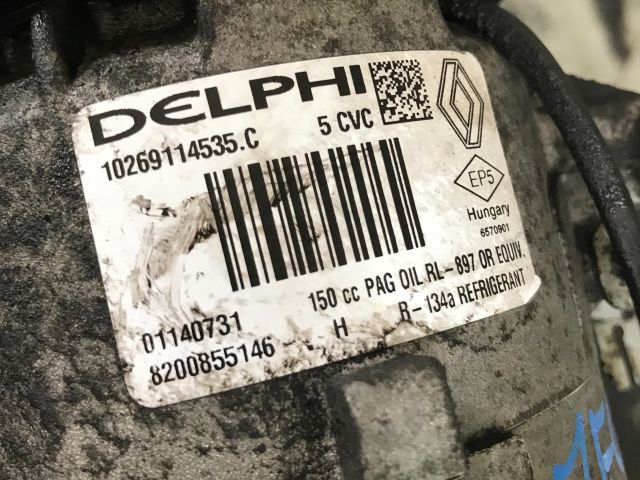 DELPHI
10269114535.C 5 CVC
EP5
Hungary
6570901
150 cc PAG OIL RL-897 OR EQUIV.
01140731 H R-134a REFRIGERANT
8200855146